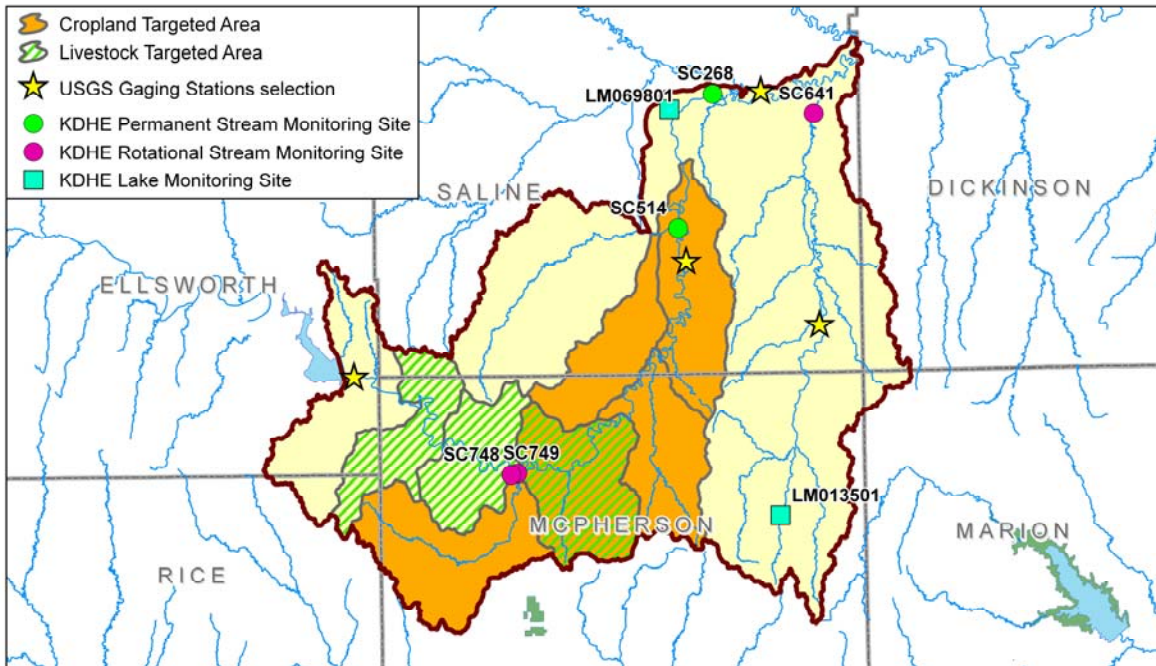 Cropland Targeted Area
Livestock Targeted Area
USGS Gaging Stations selection
KDHE Permanent Stream Monitoring Site
KDHE Rotational Stream Monitoring Site
KDHE Lake Monitoring Site
SC268
LM069801
SC641
SALINE
DICKINSON
SC514
ELLSWORTH
SC748
SC749
LM013501
MCPHERSON
MARION
RICE